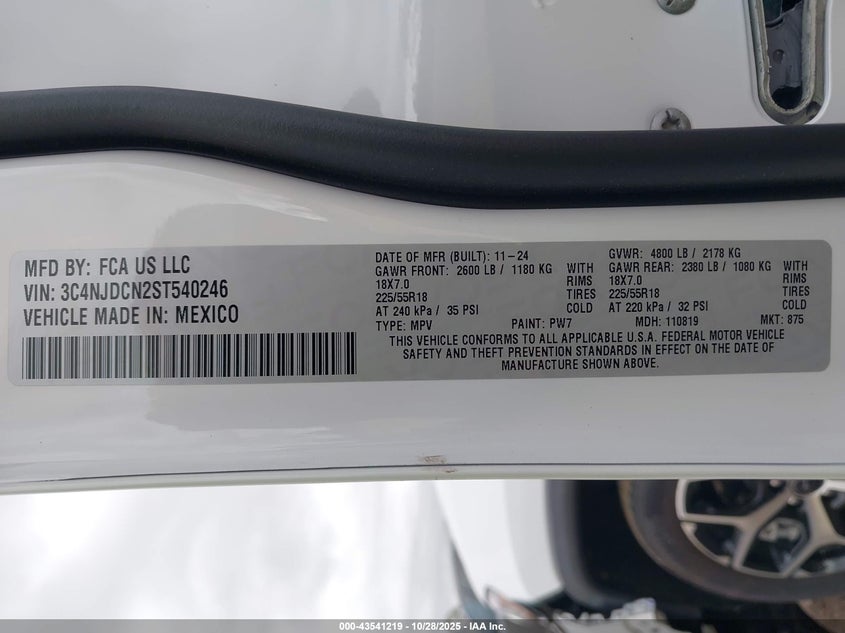 MFD BY: FCA US LLC
VIN: 3C4NJDCN2ST540246
VEHICLE MADE IN: MEXICO
DATE OF MFR (BUILT): 11-24 GVWR: 4800 LB / 2178 KG
GAWR FRONT: 2600 LB / 1180 KG WITH GAWR REAR: 2380 LB / 1080 KG WITH
18X7.0 RIMS 18X7.0 RIMS
225/55R18 TIRES 225/55R18 TIRES
AT 240 kPa / 35 PSI COLD AT 220 kPa / 32 PSI COLD
TYPE: MPV PAINT: PW7 MDH: 110819 MKT: 875
THIS VEHICLE CONFORMS TO ALL APPLICABLE U.S.A. FEDERAL MOTOR VEHICLE
SAFETY AND THEFT PREVENTION STANDARDS IN EFFECT ON THE DATE OF
MANUFACTURE SHOWN ABOVE.
000-43541219 | 10/28/2025 | IAA Inc.